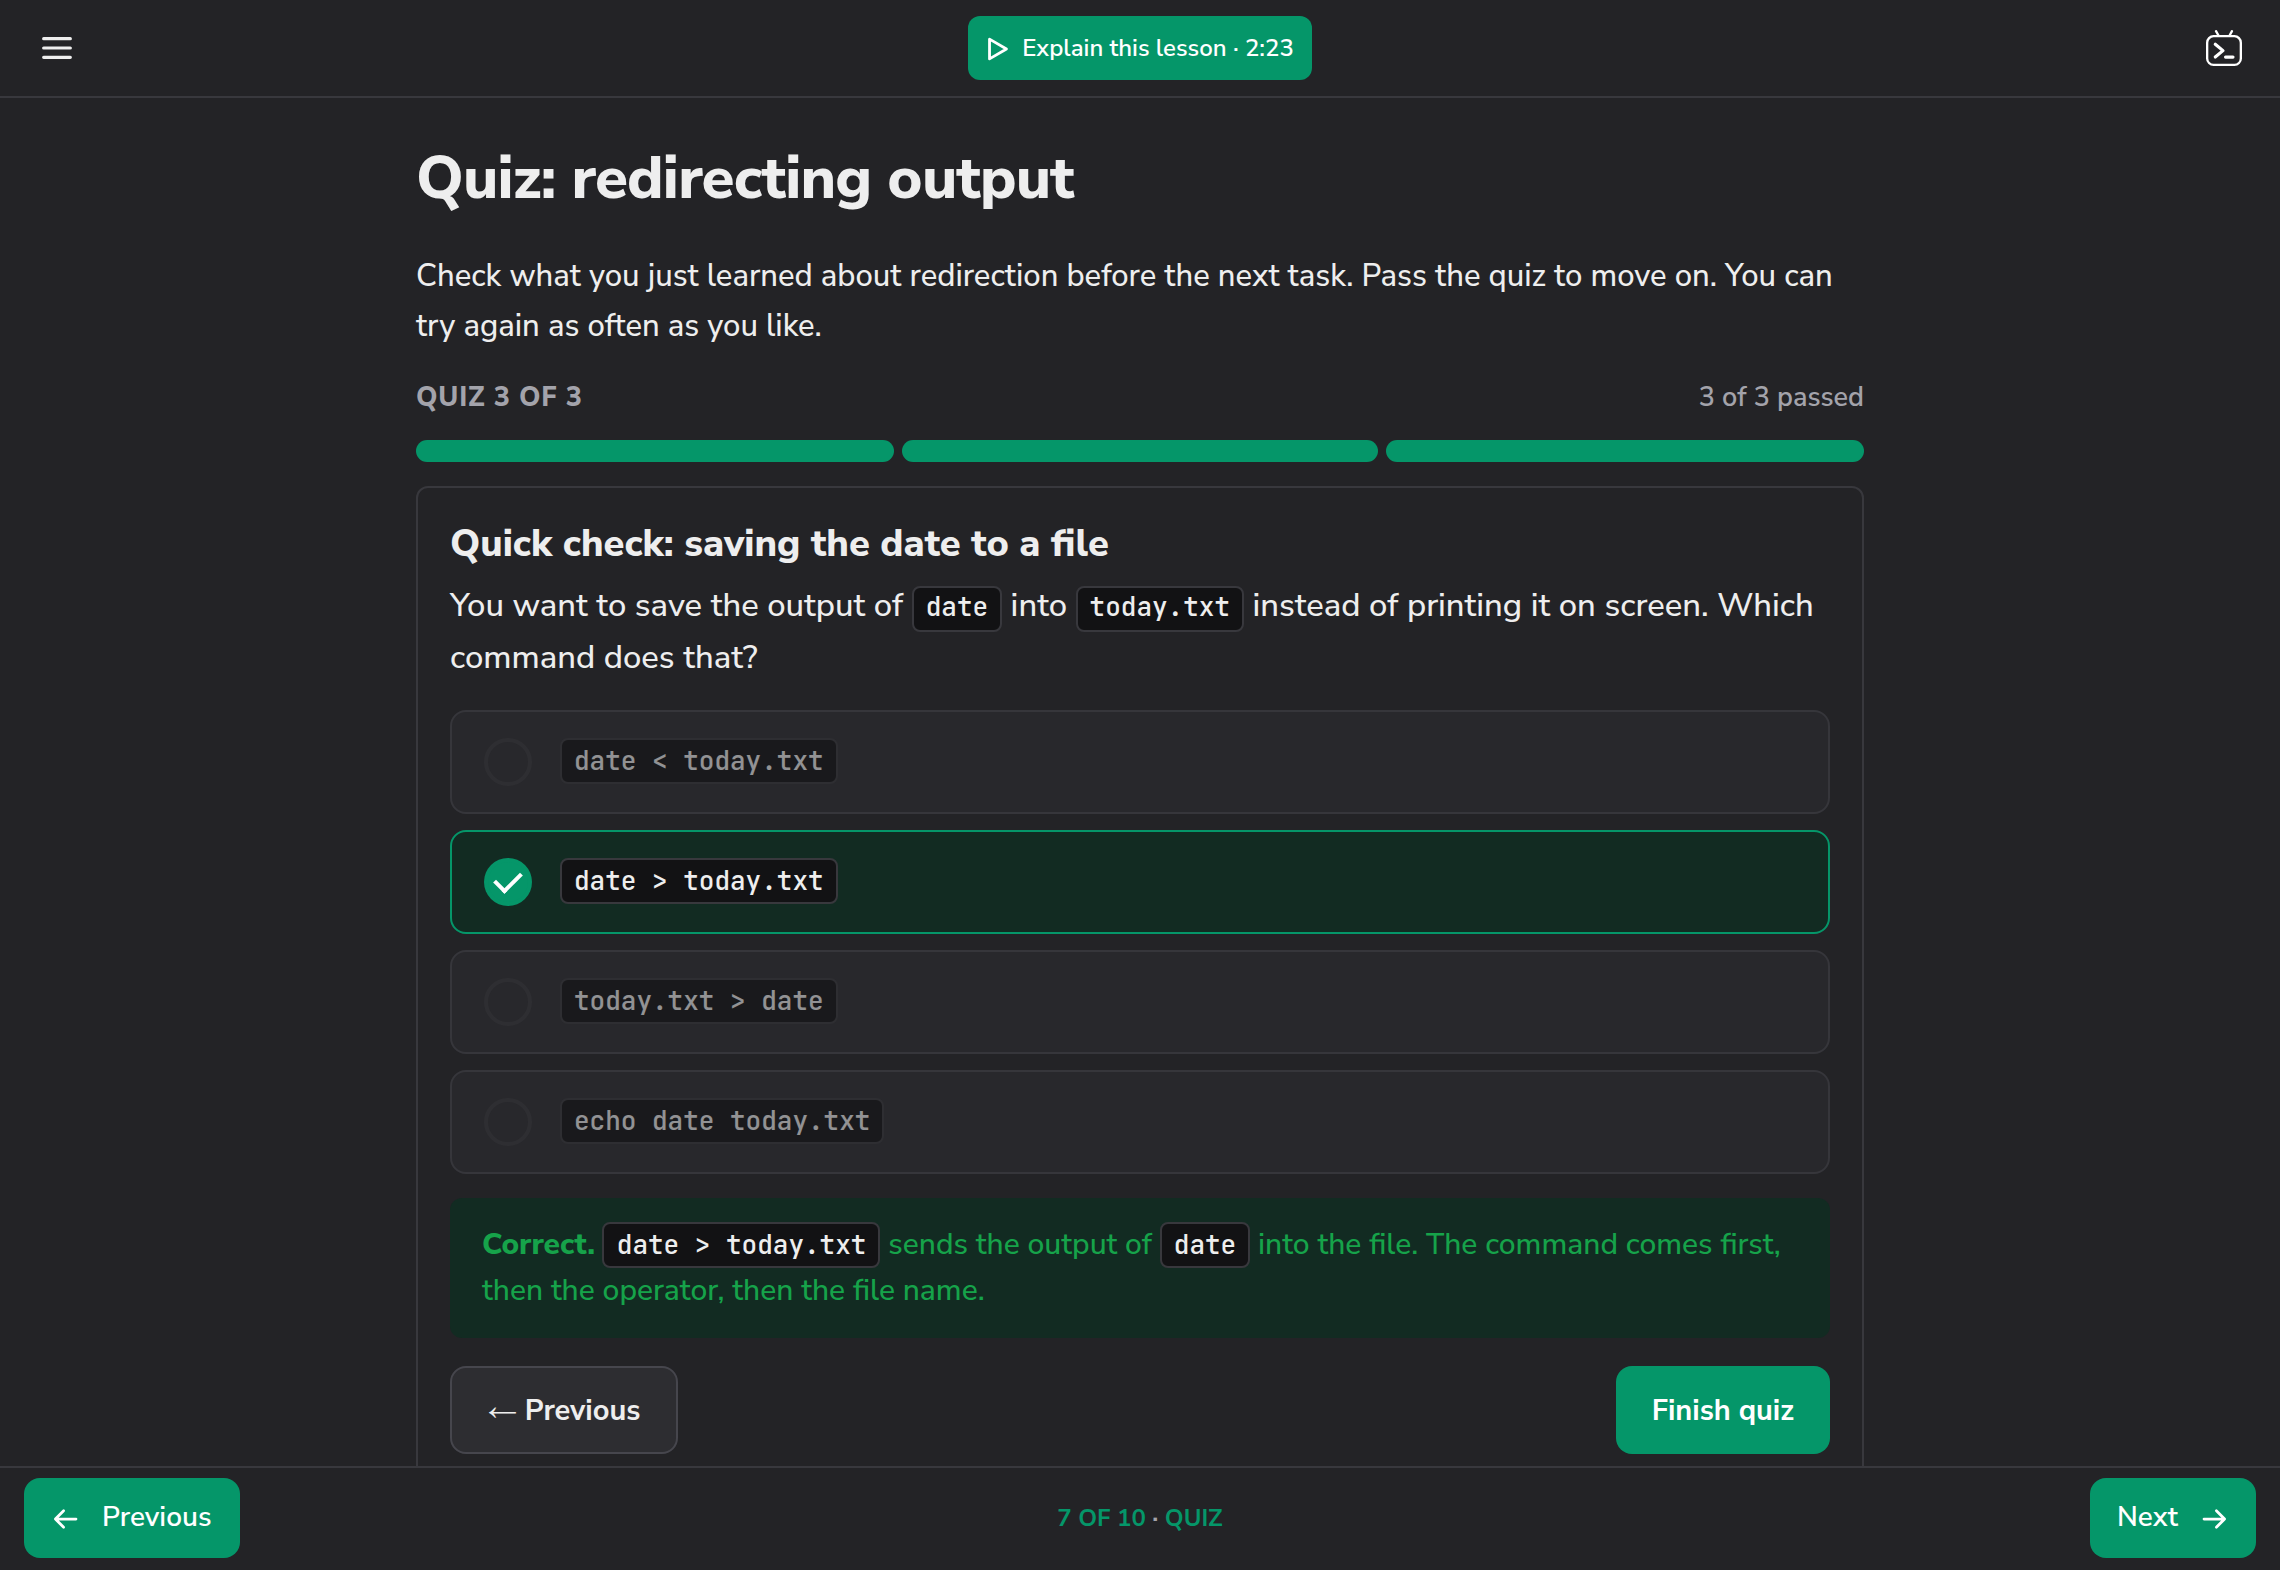 Explain this lesson · 2:23
Quiz: redirecting output
Check what you just learned about redirection before the next task. Pass the quiz to move on. You can
try again as often as you like.
QUIZ 3 OF 3
3 of 3 passed
Quick check: saving the date to a file
You want to save the output of date into today.txt instead of printing it on screen. Which
command does that?
date < today.txt
date > today.txt
today.txt > date
echo date today.txt
Correct. date > today.txt sends the output of date into the file. The command comes first,
then the operator, then the file name.
← Previous
Finish quiz
← Previous
7 OF 10 · QUIZ
Next →